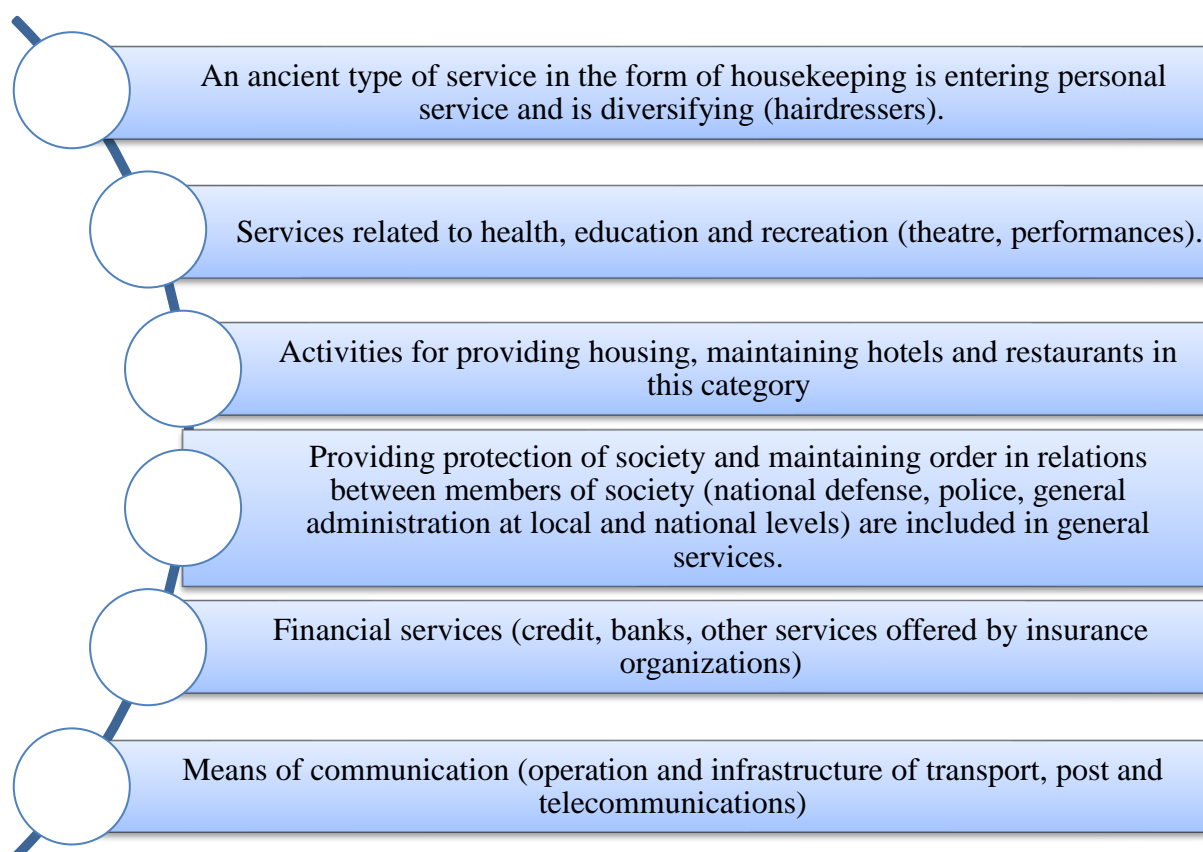 An ancient type of service in the form of housekeeping is entering personal
service and is diversifying (hairdressers).
Services related to health, education and recreation (theatre, performances).
Activities for providing housing, maintaining hotels and restaurants in
this category
Providing protection of society and maintaining order in relations
between members of society (national defense, police, general
administration at local and national levels) are included in general
services.
Financial services (credit, banks, other services offered by insurance
organizations)
Means of communication (operation and infrastructure of transport, post and
telecommunications)